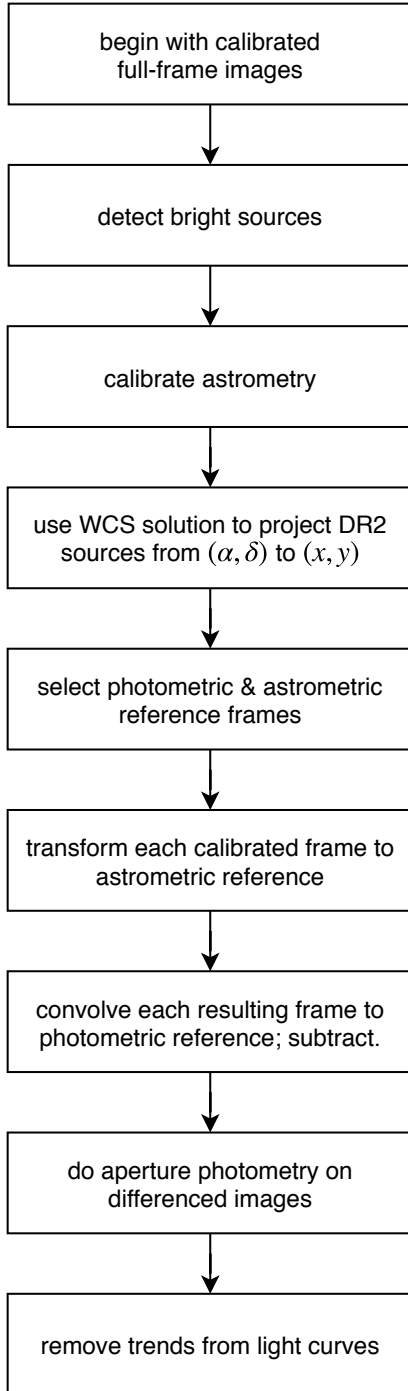 begin with calibrated
full-frame images
detect bright sources
calibrate astrometry
use WCS solution to project DR2
sources from (α, δ) to (x, y)
select photometric & astrometric
reference frames
transform each calibrated frame to
astrometric reference
convolve each resulting frame to
photometric reference; subtract.
do aperture photometry on
differenced images
remove trends from light curves